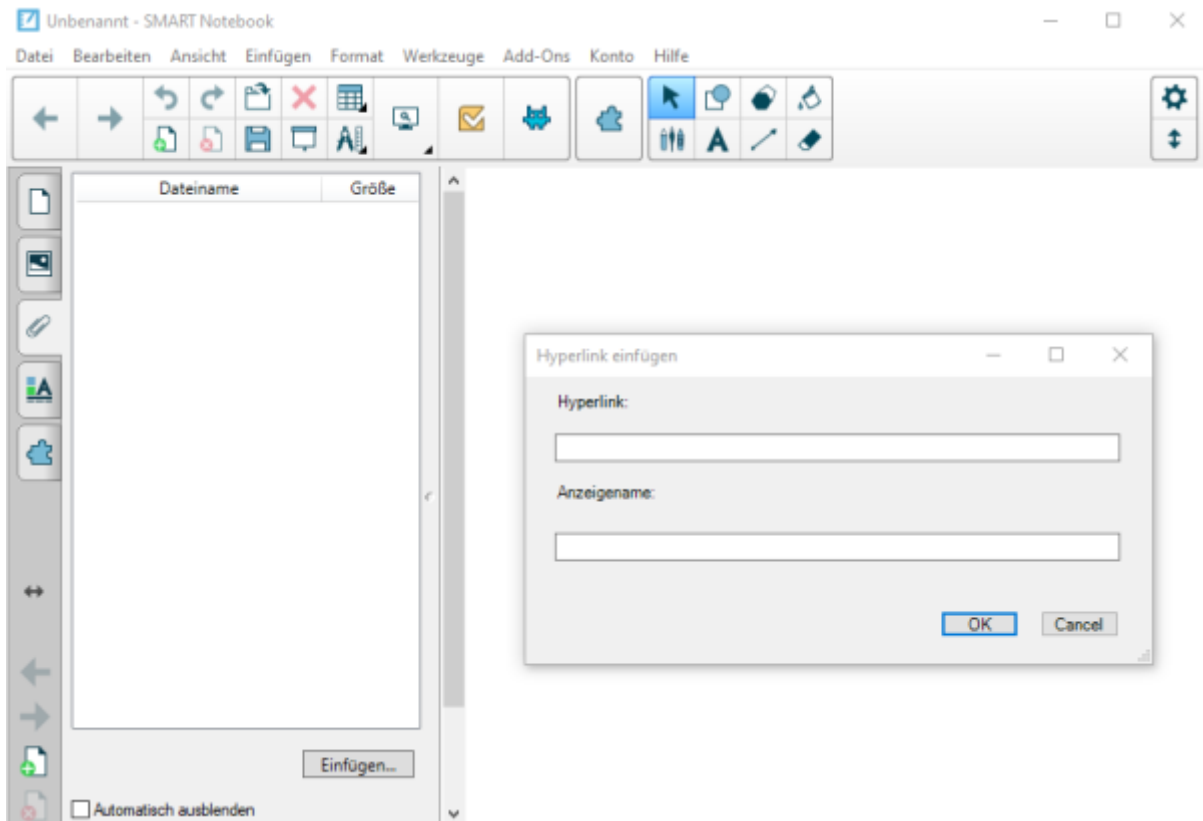 Unbenannt - SMART Notebook
Datei Bearbeiten Ansicht Einfügen Format Werkzeuge Add-Ons Konto Hilfe
Dateiname Größe
Hyperlink einfügen
Hyperlink:
Anzeigename:
OK Cancel
Einfügen...
Automatisch ausblenden